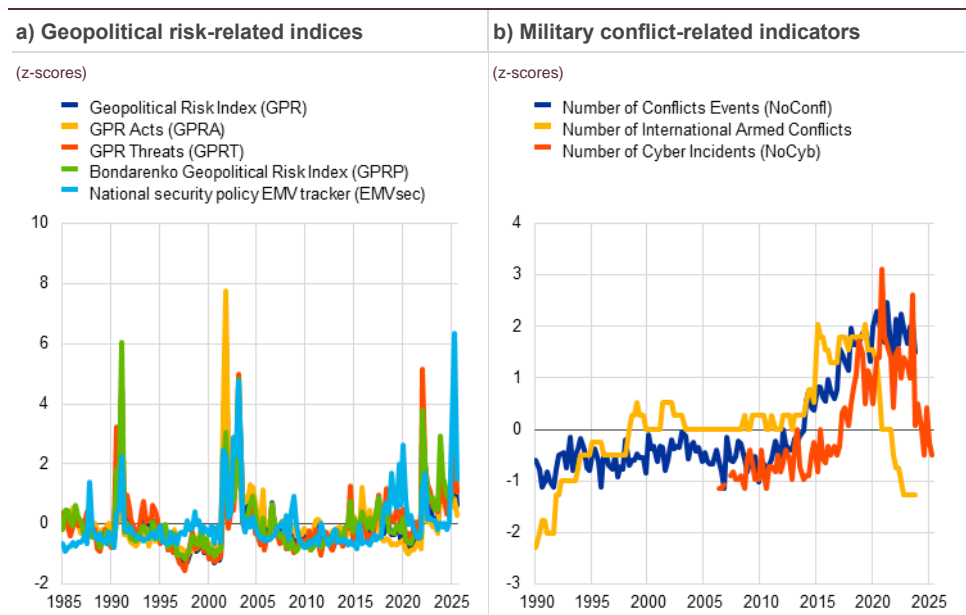 a) Geopolitical risk-related indices
(z-scores)
Geopolitical Risk Index (GPR)
GPR Acts (GPRA)
GPR Threats (GPRT)
Bondarenko Geopolitical Risk Index (GPRP)
National security policy EMV tracker (EMVsec)
10
8
6
4
2
0
-2
1985 1990 1995 2000 2005 2010 2015 2020 2025
b) Military conflict-related indicators
(z-scores)
Number of Conflicts Events (NoConfl)
Number of International Armed Conflicts
Number of Cyber Incidents (NoCyb)
4
3
2
1
0
-1
-2
-3
1990 1995 2000 2005 2010 2015 2020 2025